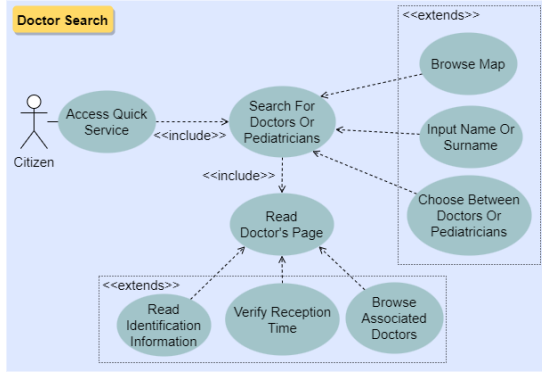 Doctor Search
<<extends>>
Browse Map
Access Quick
Service
Search For
Doctors Or
Pediatricians
<<include>>
Input Name Or
Surname
Citizen
<<include>>
Choose Between
Doctors Or
Pediatricians
Read
Doctor's Page
<<extends>>
Read
Identification
Information
Verify Reception
Time
Browse
Associated
Doctors